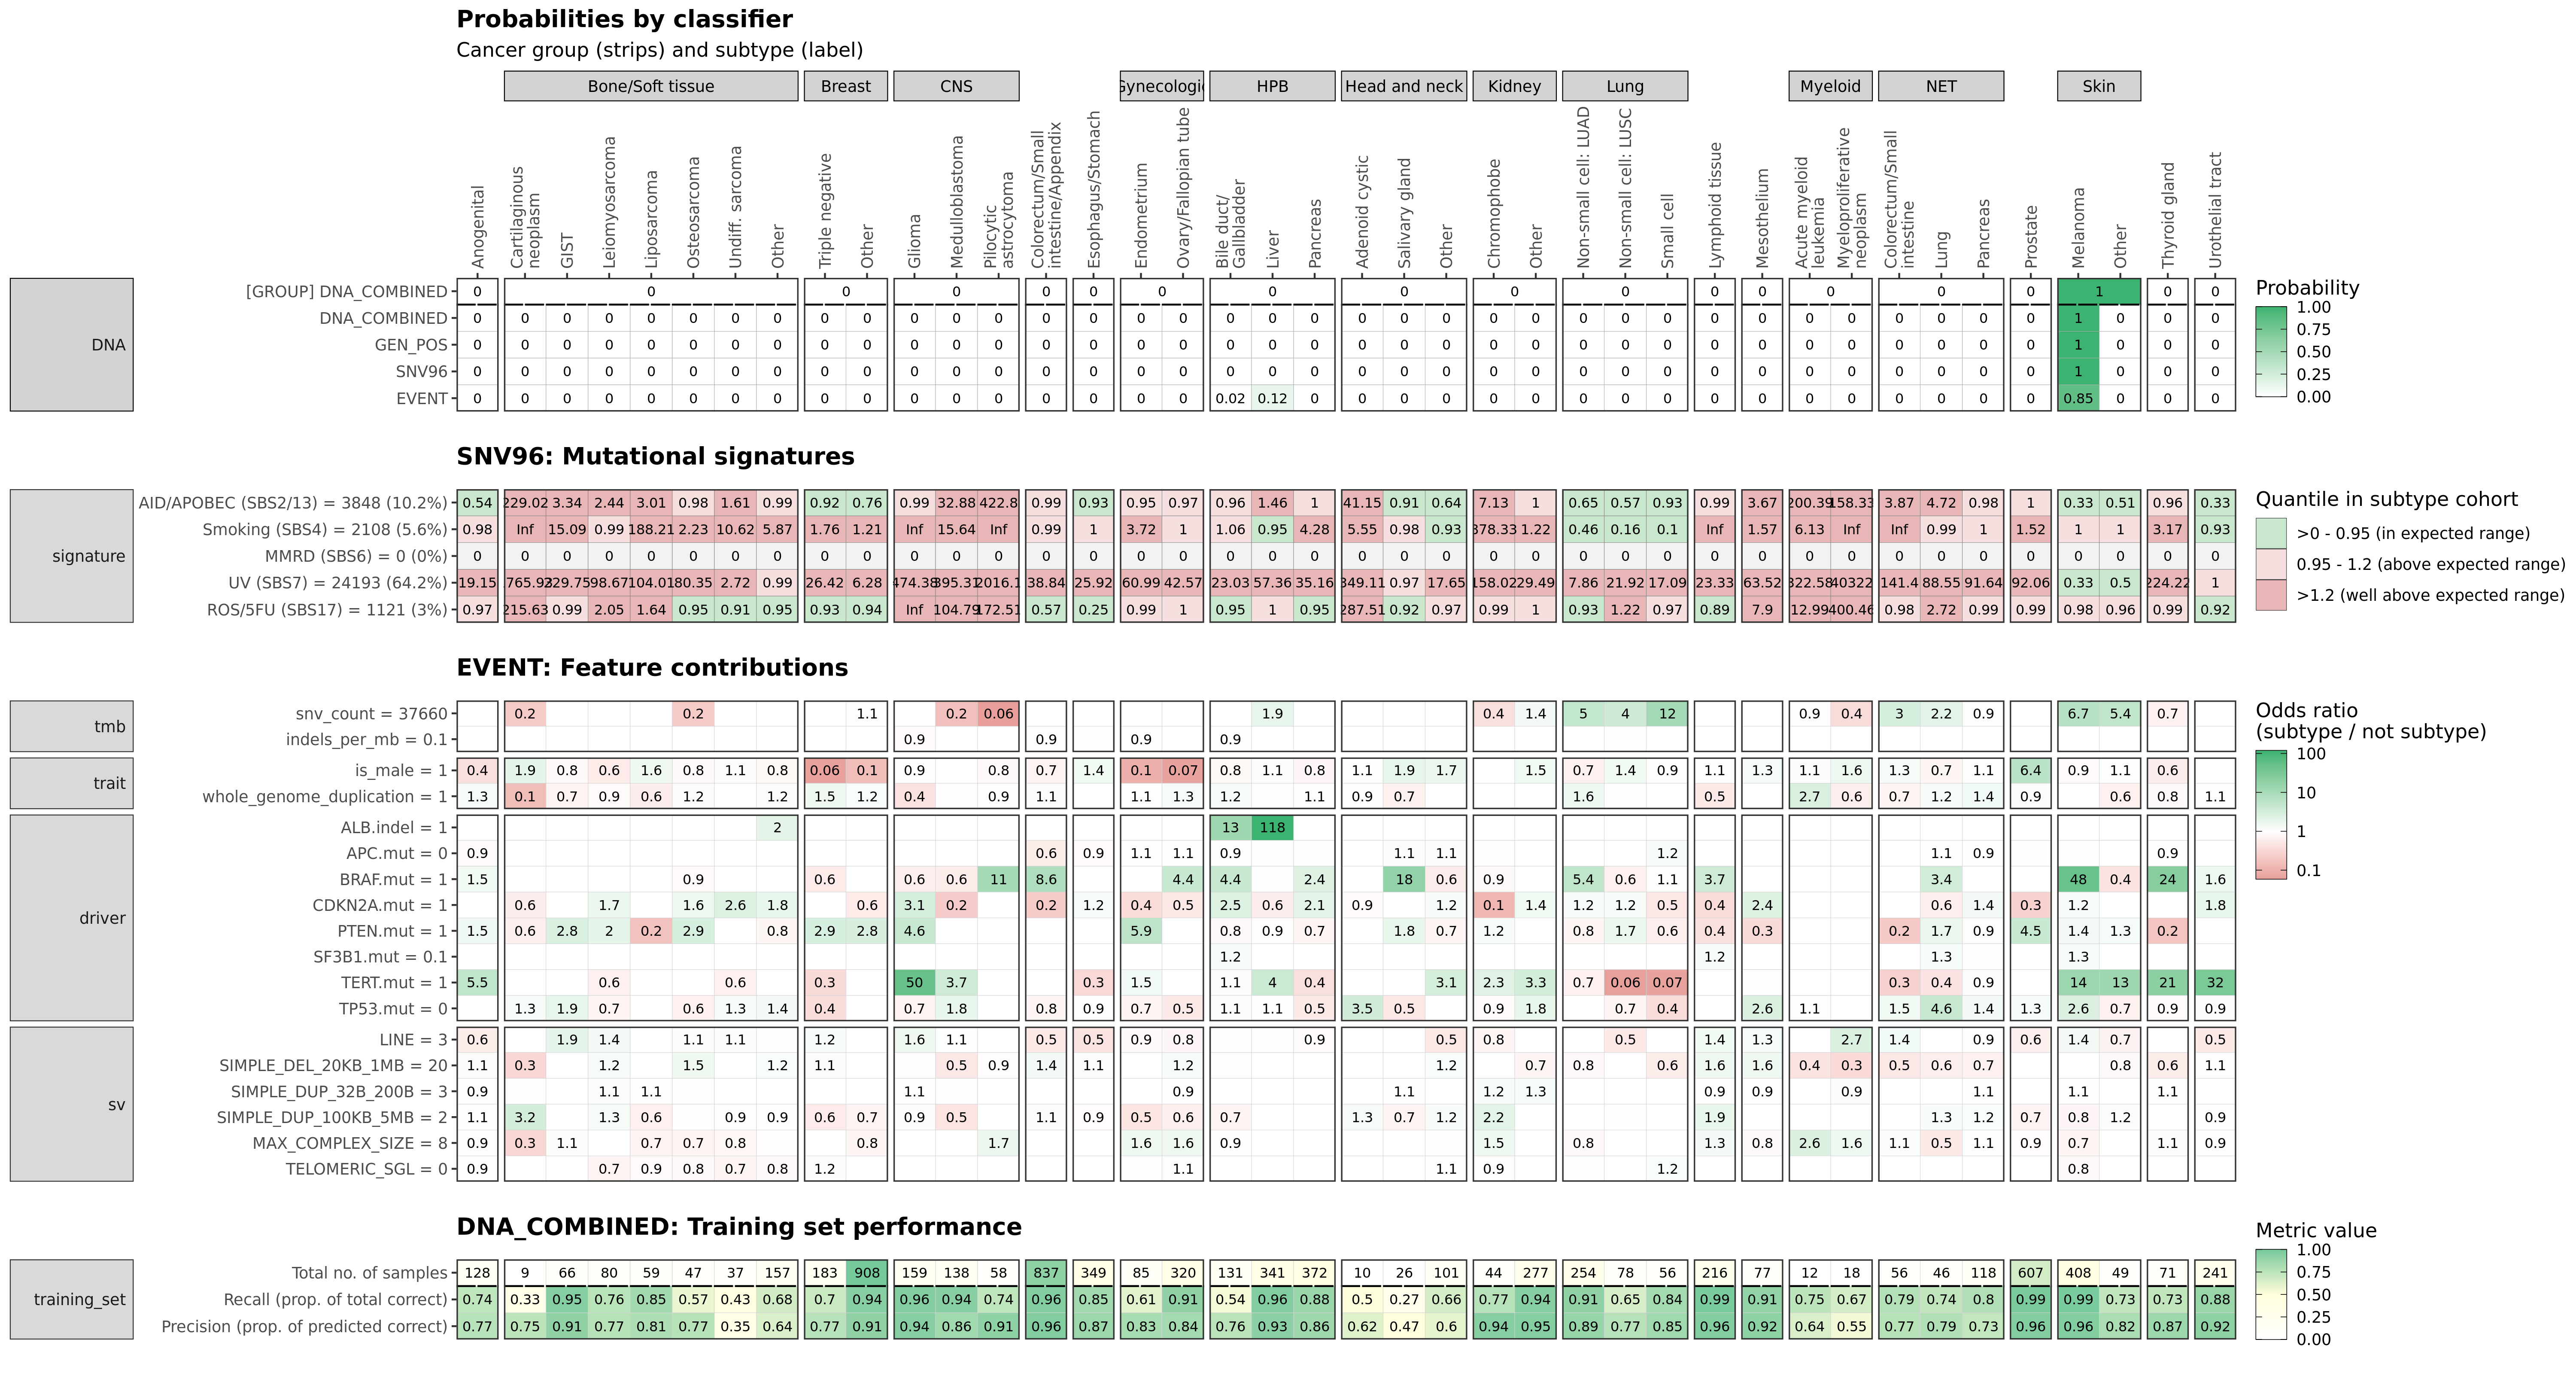 Probabilities by classifier
Cancer group (strips) and subtype (label)
Bone/Soft tissue Breast CNS Gynecologic HPB Head and neck Kidney Lung Myeloid NET Skin
Anogenital
Cartilaginous
neoplasm
GIST
Leiomyosarcoma
Liposarcoma
Osteosarcoma
Undiff. sarcoma
Other
Triple negative
Other
Glioma
Medulloblastoma
Pilocytic
astrocytoma
Colorectum/Small
intestine/Appendix
Esophagus/Stomach
Endometrium
Ovary/Fallopian tube
Bile duct/
Gallbladder
Liver
Pancreas
Adenoid cystic
Salivary gland
Other
Chromophobe
Other
Non-small cell: LUAD
Non-small cell: LUSC
Small cell
Lymphoid tissue
Mesothelium
Acute myeloid
leukemia
Myeloproliferative
neoplasm
Colorectum/Small
intestine
Lung
Pancreas
Prostate
Melanoma
Other
Thyroid gland
Urothelial tract
DNA
[GROUP] DNA_COMBINED 0 0 0 0 0 0 0 0 0 0 0 0 0 0 0 0 1 0 0
DNA_COMBINED 0 0 0 0 0 0 0 0 0 0 0 0 0 0 0 0 0 0 0 0 0 0 0 0 0 0 0 0 0 0 0 0 0 0 0 0 1 0 0 0
GEN_POS 0 0 0 0 0 0 0 0 0 0 0 0 0 0 0 0 0 0 0 0 0 0 0 0 0 0 0 0 0 0 0 0 0 0 0 0 1 0 0 0
SNV96 0 0 0 0 0 0 0 0 0 0 0 0 0 0 0 0 0 0 0 0 0 0 0 0 0 0 0 0 0 0 0 0 0 0 0 0 1 0 0 0
EVENT 0 0 0 0 0 0 0 0 0 0 0 0 0 0 0 0 0 0.02 0.12 0 0 0 0 0 0 0 0 0 0 0 0 0 0 0 0 0 0.85 0 0 0
Probability
1.00
0.75
0.50
0.25
0.00
SNV96: Mutational signatures
signature
AID/APOBEC (SBS2/13) = 3848 (10.2%) 0.54 229.02 3.34 2.44 3.01 0.98 1.61 0.99 0.92 0.76 0.99 32.88 422.8 0.99 0.93 0.95 0.97 0.96 1.46 1 41.15 0.91 0.64 7.13 1 0.65 0.57 0.93 0.99 3.67 200.39 158.33 3.87 4.72 0.98 1 0.33 0.51 0.96 0.33
Smoking (SBS4) = 2108 (5.6%) 0.98 Inf 15.09 0.99 188.21 2.23 10.62 5.87 1.76 1.21 Inf 15.64 Inf 0.99 1 3.72 1 1.06 0.95 4.28 5.55 0.98 0.93 378.33 1.22 0.46 0.16 0.1 Inf 1.57 6.13 Inf Inf 0.99 1 1.52 1 1 3.17 0.93
MMRD (SBS6) = 0 (0%) 0 0 0 0 0 0 0 0 0 0 0 0 0 0 0 0 0 0 0 0 0 0 0 0 0 0 0 0 0 0 0 0 0 0 0 0 0 0 0 0
UV (SBS7) = 24193 (64.2%) 19.15 98.67 2.72 0.99 26.42 6.28 38.84 25.92 60.99 42.57 23.03 57.36 35.16 349.11 0.97 17.65 29.49 7.86 21.92 17.09 23.33 63.52 322.58 40322 141.4 88.55 91.64 92.06 0.33 0.5 224.22 1
ROS/5FU (SBS17) = 1121 (3%) 0.97 215.63 0.99 2.05 1.64 0.95 0.91 0.95 0.93 0.94 Inf 104.79 172.51 0.57 0.25 0.99 1 0.95 1 0.95 287.51 0.92 0.97 0.99 1 0.93 1.22 0.97 0.89 7.9 12.99 400.46 0.98 2.72 0.99 0.99 0.98 0.96 0.99 0.92
Quantile in subtype cohort
>0 - 0.95 (in expected range)
0.95 - 1.2 (above expected range)
>1.2 (well above expected range)
EVENT: Feature contributions
tmb
snv_count = 37660 0.2 0.2 1.1 0.2 0.06 1.9 0.4 1.4 5 4 12 0.9 0.4 3 2.2 0.9 6.7 5.4 0.7
indels_per_mb = 0.1 0.9 0.9 0.9 0.9
trait
is_male = 1 0.4 1.9 0.8 0.6 1.6 0.8 1.1 0.8 0.06 0.1 0.9 0.8 0.7 1.4 0.1 0.07 0.8 1.1 0.8 1.1 1.9 1.7 1.5 0.7 1.4 0.9 1.1 1.3 1.1 1.6 1.3 0.7 1.1 6.4 0.9 1.1 0.6
whole_genome_duplication = 1 1.3 0.1 0.7 0.9 0.6 1.2 1.2 1.5 1.2 0.4 0.9 1.1 1.1 1.3 1.2 1.1 0.9 0.7 1.6 0.5 2.7 0.6 0.7 1.2 1.4 0.9 0.6 0.8 1.1
driver
ALB.indel = 1 2 13 118
APC.mut = 0 0.9 0.6 0.9 1.1 1.1 0.9 1.1 1.1 1.2 1.1 0.9 0.9
BRAF.mut = 1 1.5 0.9 0.6 0.6 0.6 11 8.6 4.4 4.4 2.4 18 0.6 0.9 5.4 0.6 1.1 3.7 3.4 48 0.4 24 1.6
CDKN2A.mut = 1 0.6 1.7 1.6 2.6 1.8 0.6 3.1 0.2 0.2 1.2 0.4 0.5 2.5 0.6 2.1 0.9 1.2 0.1 1.4 1.2 1.2 0.5 0.4 2.4 0.6 1.4 0.3 1.2 1.8
PTEN.mut = 1 1.5 0.6 2.8 2 0.2 2.9 0.8 2.9 2.8 4.6 5.9 0.8 0.9 0.7 1.8 0.7 1.2 0.8 1.7 0.6 0.4 0.3 0.2 1.7 0.9 4.5 1.4 1.3 0.2
SF3B1.mut = 0.1 1.2 1.2 1.3 1.3
TERT.mut = 1 5.5 0.6 0.6 0.3 50 3.7 0.3 1.5 1.1 4 0.4 3.1 2.3 3.3 0.7 0.06 0.07 0.3 0.4 0.9 14 13 21 32
TP53.mut = 0 1.3 1.9 0.7 0.6 1.3 1.4 0.4 0.7 1.8 0.8 0.9 0.7 0.5 1.1 1.1 0.5 3.5 0.5 0.9 1.8 0.7 0.4 2.6 1.1 1.5 4.6 1.4 1.3 2.6 0.7 0.9 0.9
sv
LINE = 3 0.6 1.9 1.4 1.1 1.1 1.2 1.6 1.1 0.5 0.5 0.9 0.8 0.9 0.5 0.8 0.5 1.4 1.3 2.7 1.4 0.9 0.6 1.4 0.7 0.5
SIMPLE_DEL_20KB_1MB = 20 1.1 0.3 1.2 1.5 1.2 1.1 0.5 0.9 1.4 1.1 1.2 1.2 0.7 0.8 0.6 1.6 1.6 0.4 0.3 0.5 0.6 0.7 0.8 0.6 1.1
SIMPLE_DUP_32B_200B = 3 0.9 1.1 1.1 1.1 0.9 1.1 1.2 1.3 0.9 0.9 0.9 1.1 1.1 1.1
SIMPLE_DUP_100KB_5MB = 2 1.1 3.2 1.3 0.6 0.9 0.9 0.6 0.7 0.9 0.5 1.1 0.9 0.5 0.6 0.7 1.3 0.7 1.2 2.2 1.9 1.3 1.2 0.7 0.8 1.2 0.9
MAX_COMPLEX_SIZE = 8 0.9 0.3 1.1 0.7 0.7 0.8 0.8 1.7 1.6 1.6 0.9 1.5 0.8 1.3 0.8 2.6 1.6 1.1 0.5 1.1 0.9 0.7 1.1 0.9
TELOMERIC_SGL = 0 0.9 0.7 0.9 0.8 0.7 0.8 1.2 1.1 1.1 0.9 1.2 0.8
Odds ratio
(subtype / not subtype)
100
10
1
0.1
DNA_COMBINED: Training set performance
training_set
Total no. of samples 128 9 66 80 59 47 37 157 183 908 159 138 58 837 349 85 320 131 341 372 10 26 101 44 277 254 78 56 216 77 12 18 56 46 118 607 408 49 71 241
Recall (prop. of total correct) 0.74 0.33 0.95 0.76 0.85 0.57 0.43 0.68 0.7 0.94 0.96 0.94 0.74 0.96 0.85 0.61 0.91 0.54 0.96 0.88 0.5 0.27 0.66 0.77 0.94 0.91 0.65 0.84 0.99 0.91 0.75 0.67 0.79 0.74 0.8 0.99 0.99 0.73 0.73 0.88
Precision (prop. of predicted correct) 0.77 0.75 0.91 0.77 0.81 0.77 0.35 0.64 0.77 0.91 0.94 0.86 0.91 0.96 0.87 0.83 0.84 0.76 0.93 0.86 0.62 0.47 0.6 0.94 0.95 0.89 0.77 0.85 0.96 0.92 0.64 0.55 0.77 0.79 0.73 0.96 0.96 0.82 0.87 0.92
Metric value
1.00
0.75
0.50
0.25
0.00